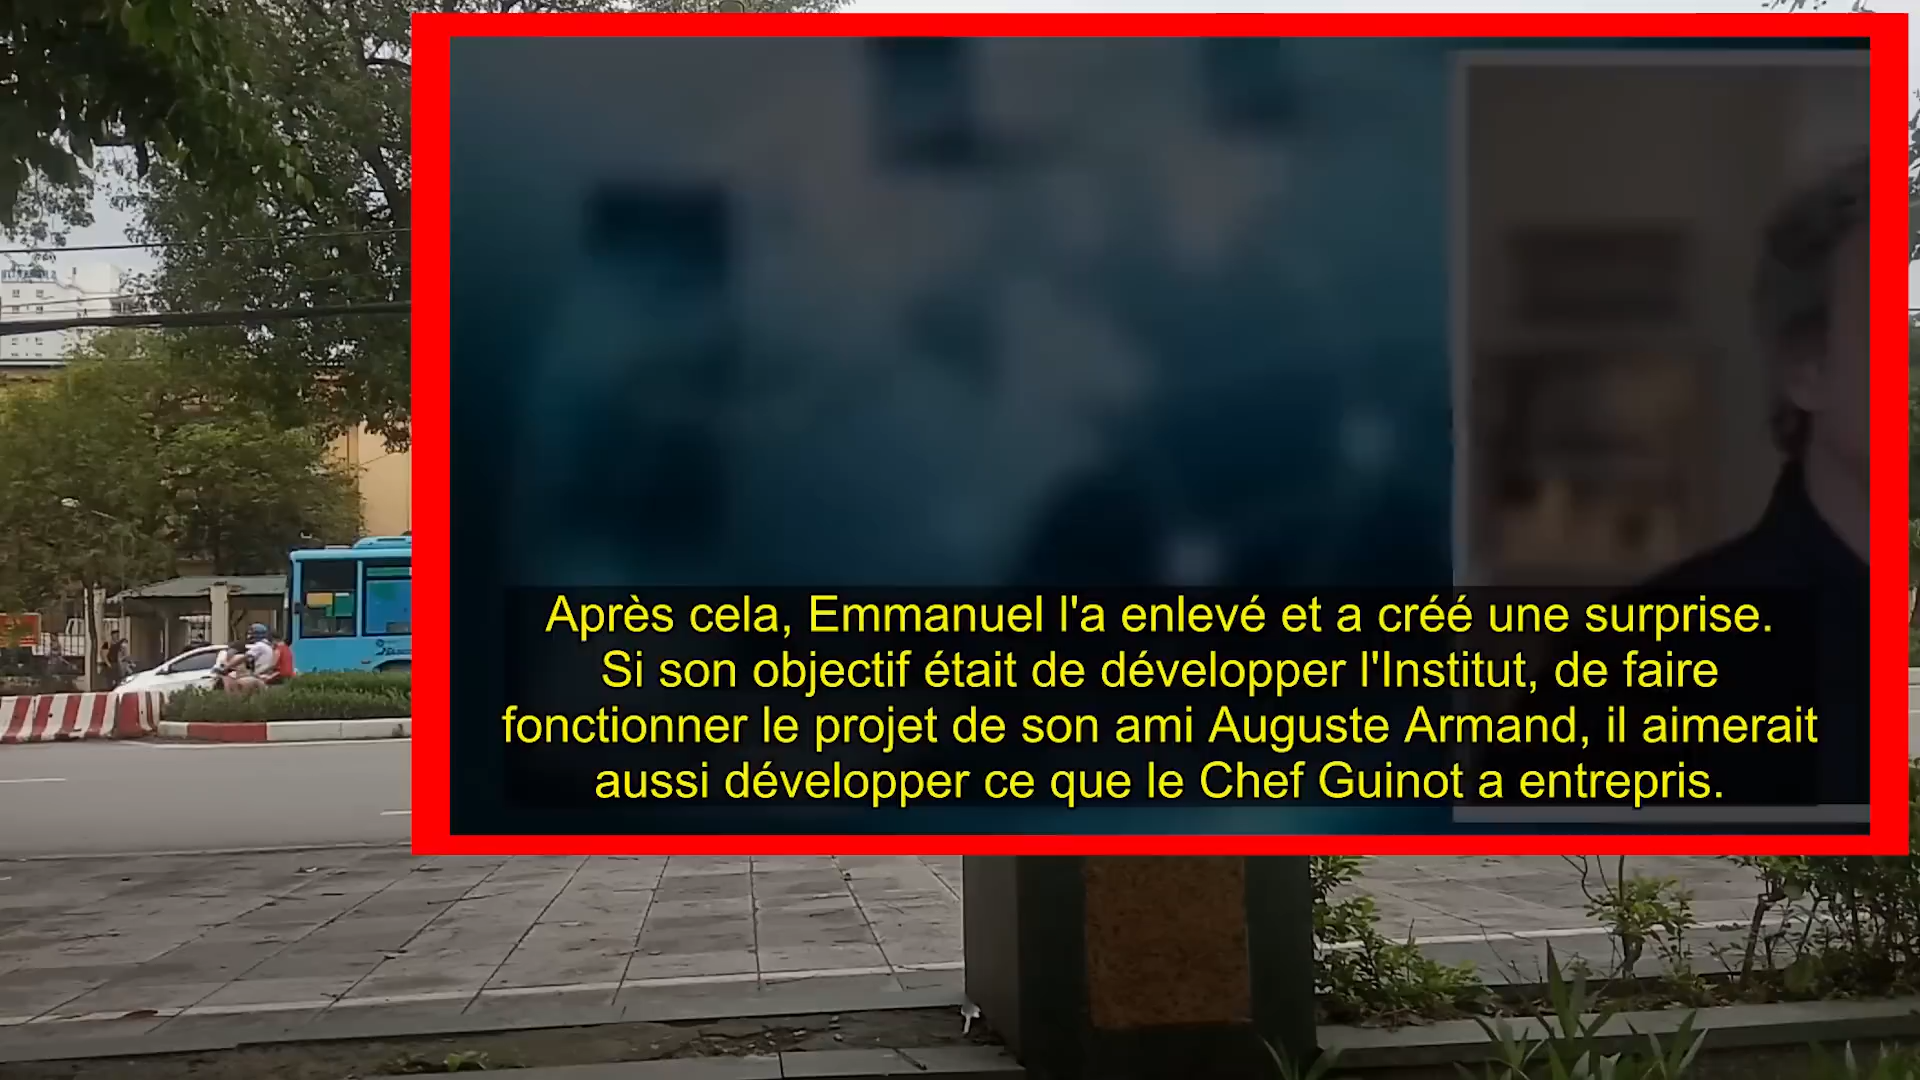 Après cela, Emmanuel l'a enlevé et a créé une surprise.
Si son objectif était de développer l'Institut, de faire
fonctionner le projet de son ami Auguste Armand, il aimerait
aussi développer ce que le Chef Guinot a entrepris.